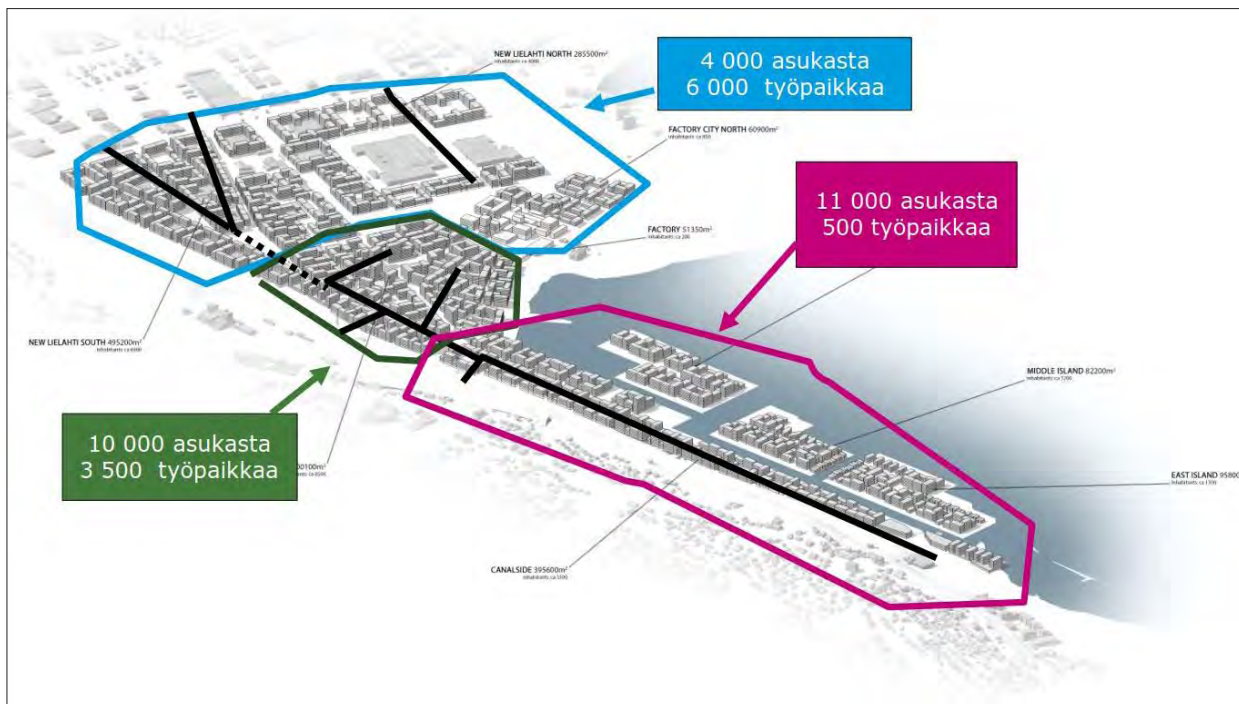 NEW LIELAHTI NORTH 285500m²
4 000 asukasta
6 000 työpaikkaa
FACTORY CITY NORTH 60900m²
11 000 asukasta
500 työpaikkaa
FACTORY 51350m²
NEW LIELAHTI SOUTH 495200m²
MIDDLE ISLAND 82200m²
10 000 asukasta
3 500 työpaikkaa
00100m²
EAST ISLAND 95800
CANALSIDE 395600m²